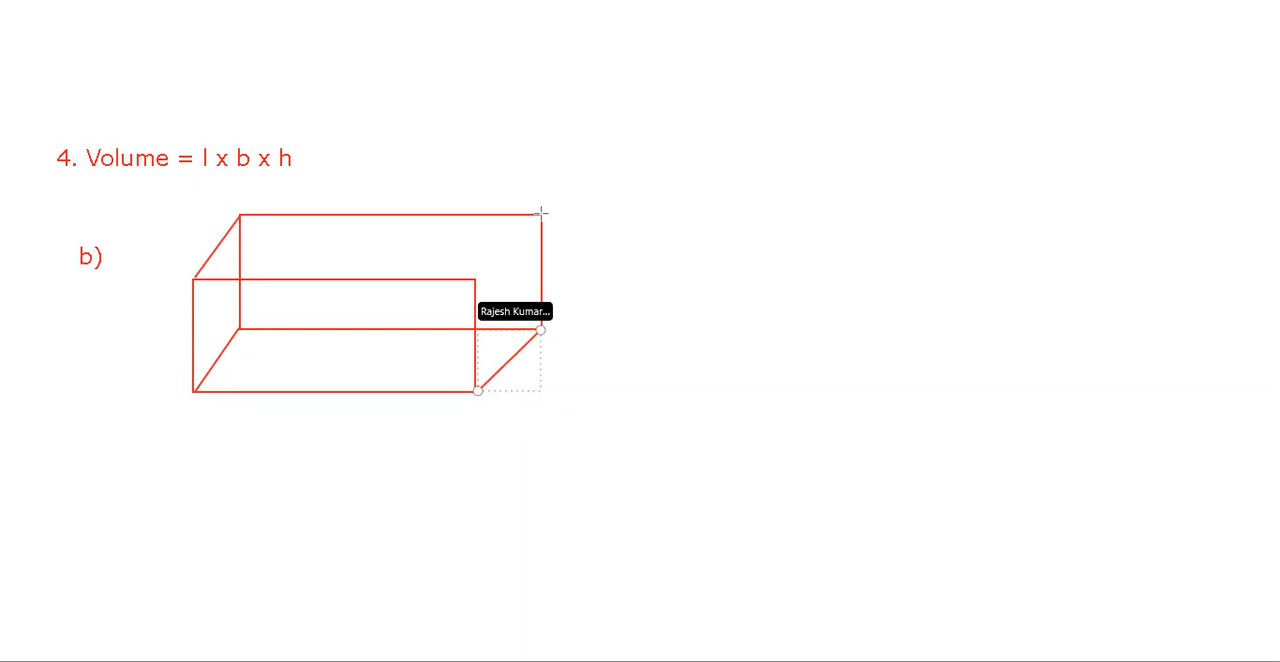 4. Volume = l x b x h
b)
Rajesh Kumar...